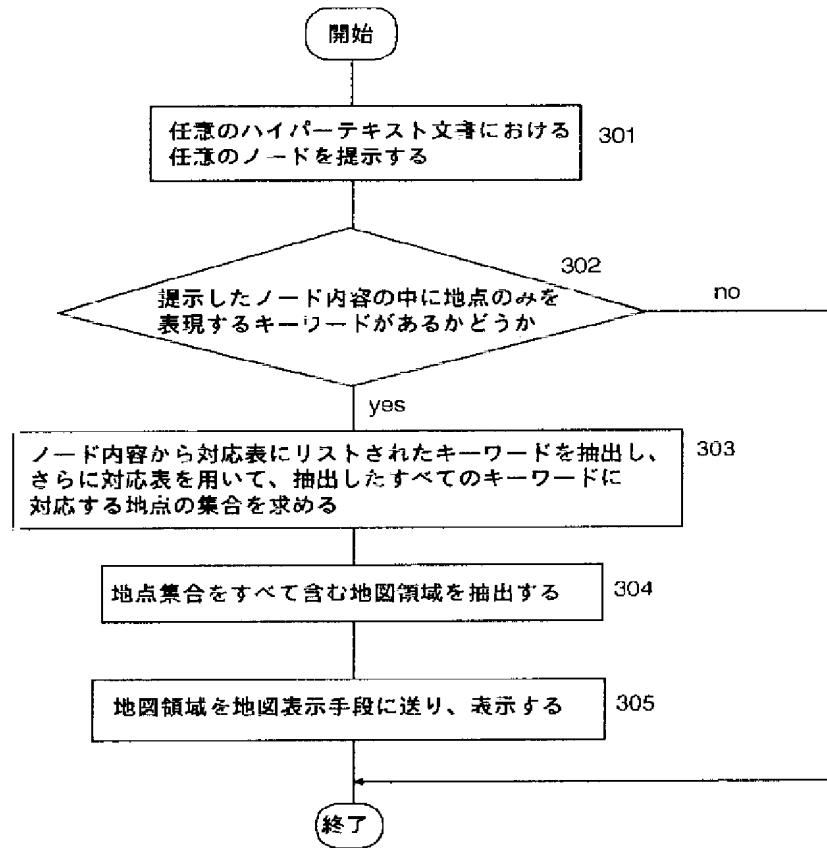 開始
任意のハイパーテキスト文書における
任意のノードを提示する
301
302
提示したノード内容の中に地点のみを
表現するキーワードがあるかどうか
no
yes
ノード内容から対応表にリストされたキーワードを抽出し、
さらに対応表を用いて、抽出したすべてのキーワードに
対応する地点の集合を求める
303
地点集合をすべて含む地図領域を抽出する
304
地図領域を地図表示手段に送り、表示する
305
終了